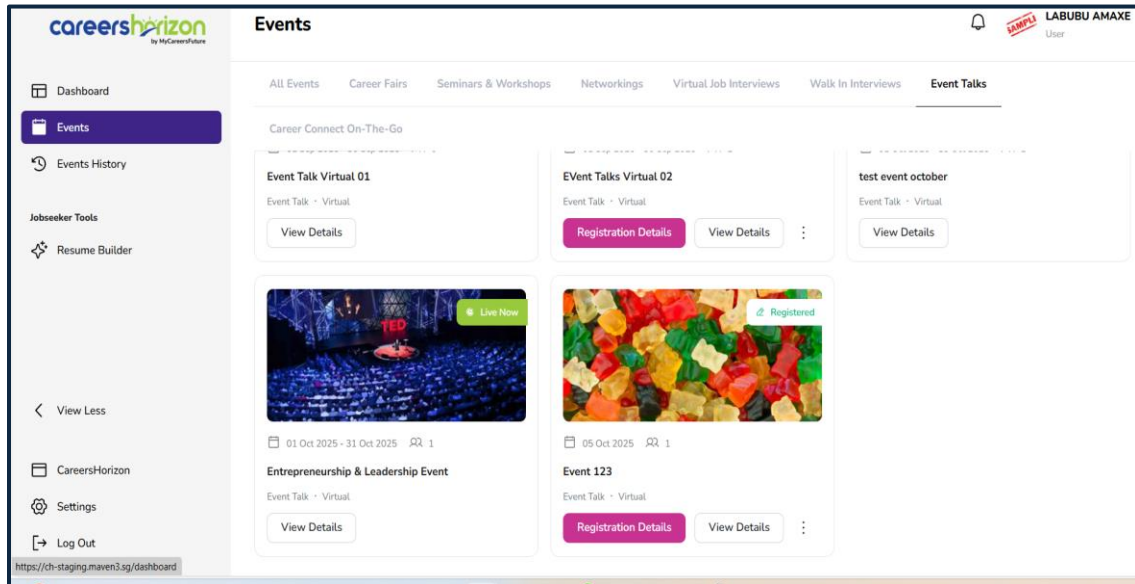 careershorizon
by MyCareersFuture
Events
SAMPLE
LABUBU AMAXE
User
Dashboard
Events
Events History
Jobseeker Tools
Resume Builder
View Less
CareersHorizon
Settings
Log Out
https://ch-staging.maven3.sg/dashboard
All Events Career Fairs Seminars & Workshops Networkings Virtual Job Interviews Walk In Interviews Event Talks
Career Connect On-The-Go
Event Talk Virtual 01
Event Talk • Virtual
View Details
EVent Talks Virtual 02
Event Talk • Virtual
Registration Details View Details
test event october
Event Talk • Virtual
View Details
Live Now
TED
01 Oct 2025 - 31 Oct 2025 1
Entrepreneurship & Leadership Event
Event Talk • Virtual
View Details
Registered
05 Oct 2025 1
Event 123
Event Talk • Virtual
Registration Details View Details